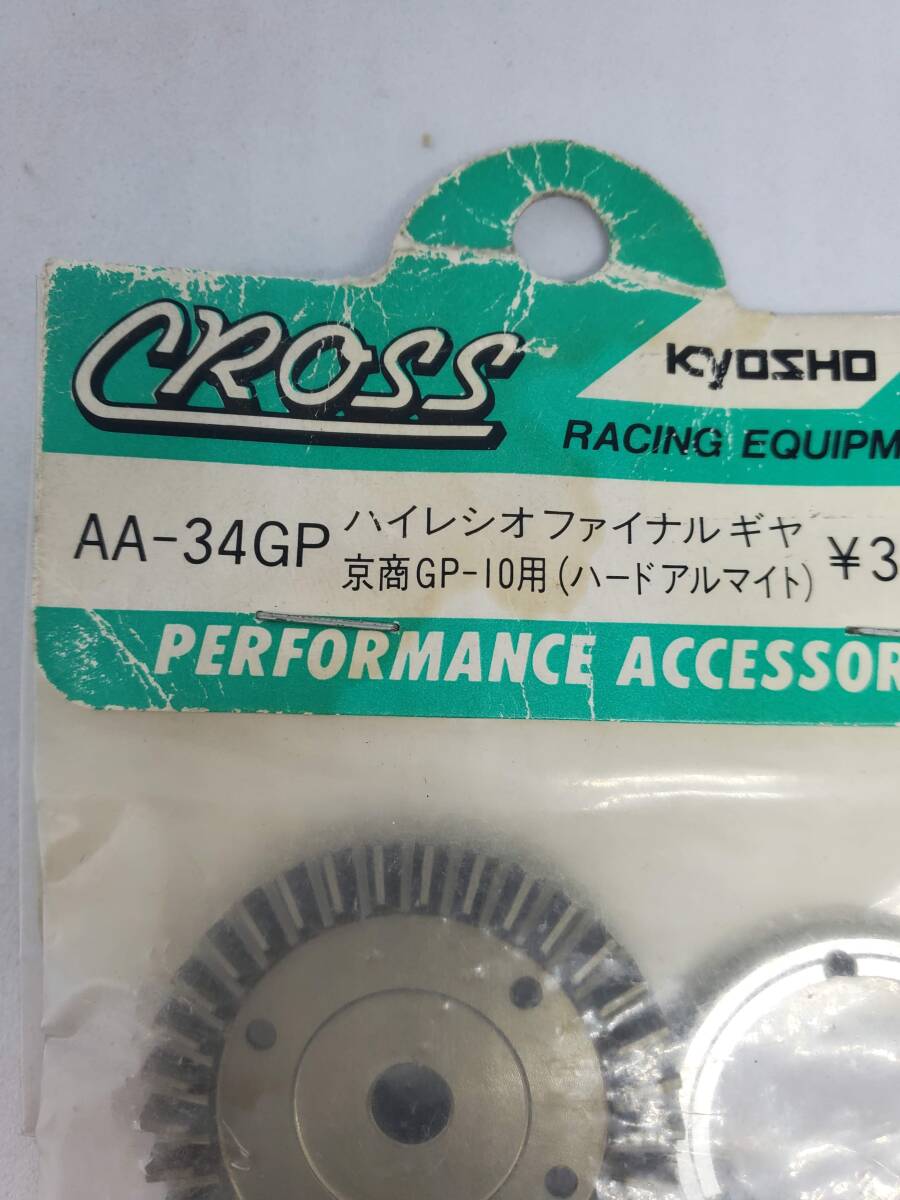 CROSS
KYOSHO
RACING EQUIPM
AA-34GP
ハイレシオファイナルギヤ
京商GP-10用(ハードアルマイト)
¥3
PERFORMANCE ACCESSOR